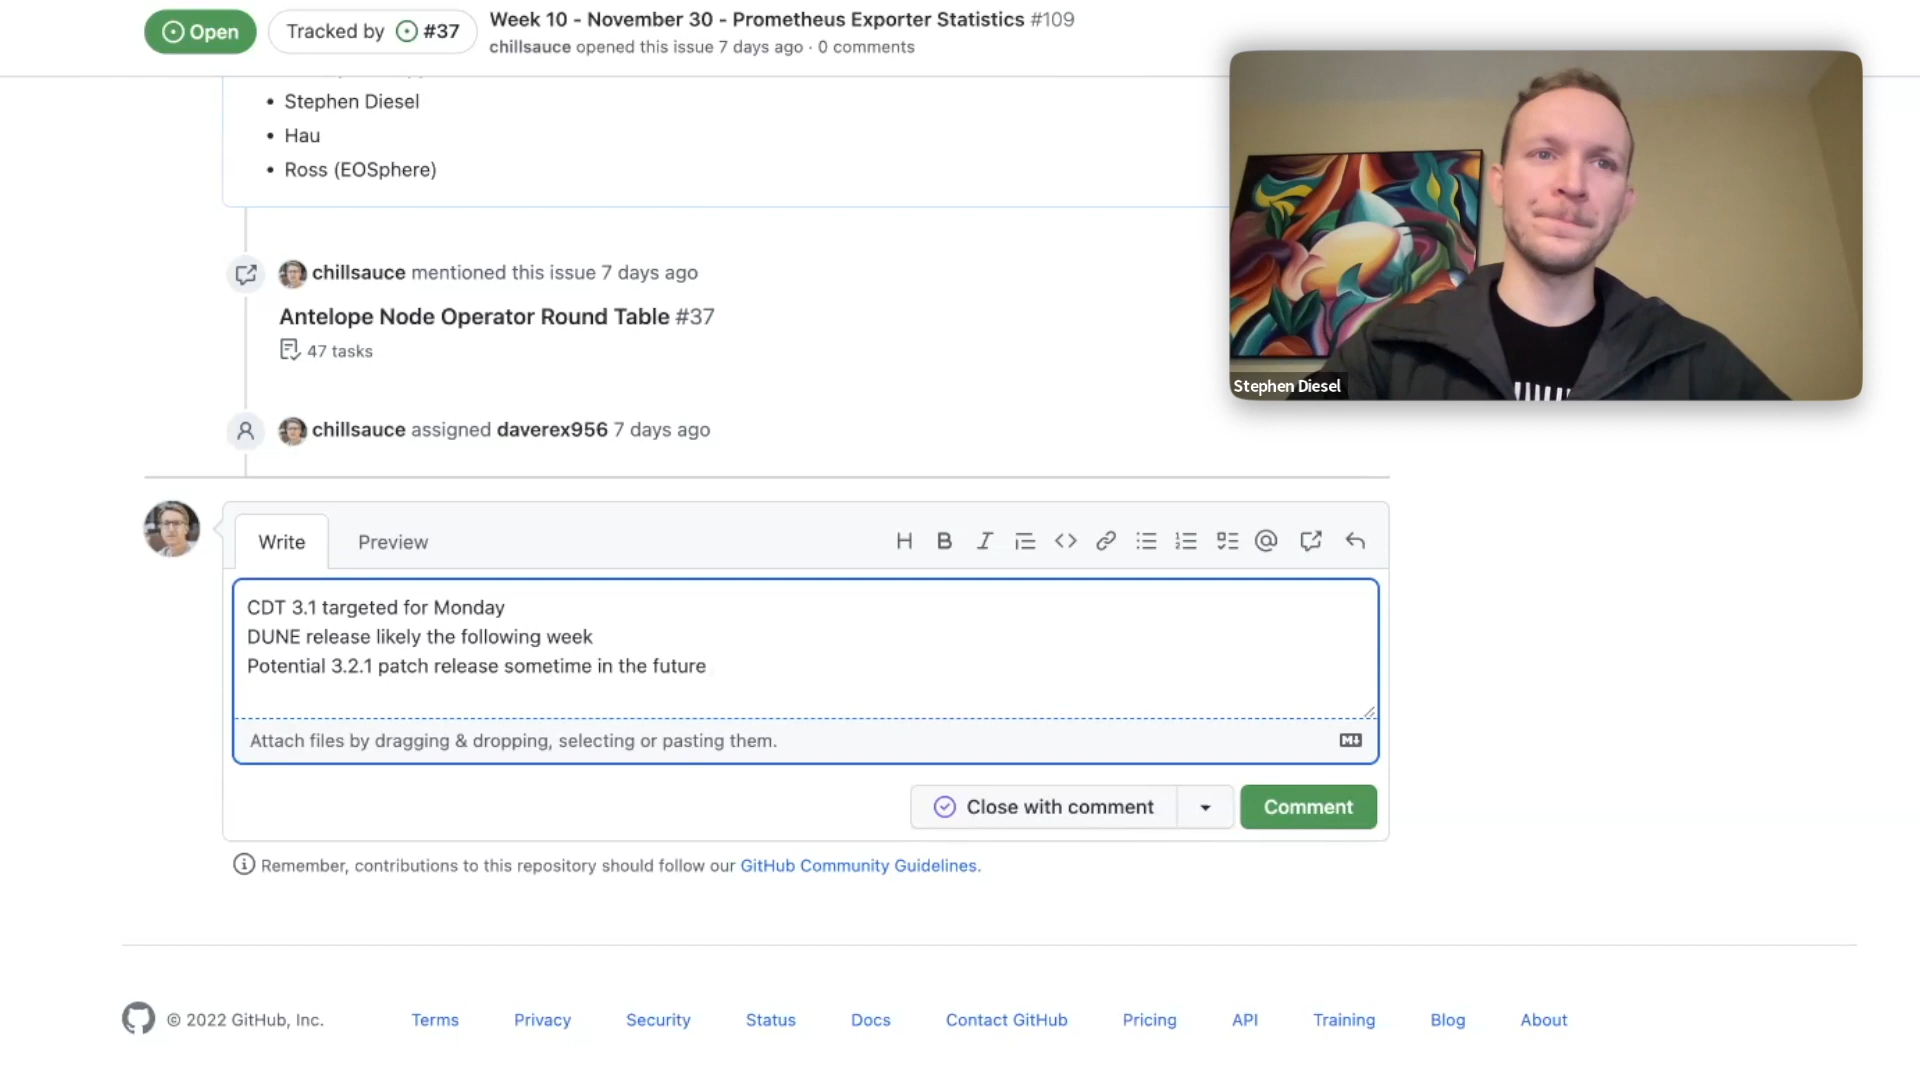 Open
Tracked by #37
Week 10 - November 30 - Prometheus Exporter Statistics #109
chillsauce opened this issue 7 days ago · 0 comments
• Stephen Diesel
• Hau
• Ross (EOSphere)
chillsauce mentioned this issue 7 days ago
Antelope Node Operator Round Table #37
47 tasks
chillsauce assigned daverex956 7 days ago
Stephen Diesel
Write Preview
CDT 3.1 targeted for Monday
DUNE release likely the following week
Potential 3.2.1 patch release sometime in the future
Attach files by dragging & dropping, selecting or pasting them.
Close with comment
Comment
Remember, contributions to this repository should follow our GitHub Community Guidelines.
© 2022 GitHub, Inc. Terms Privacy Security Status Docs Contact GitHub Pricing API Training Blog About